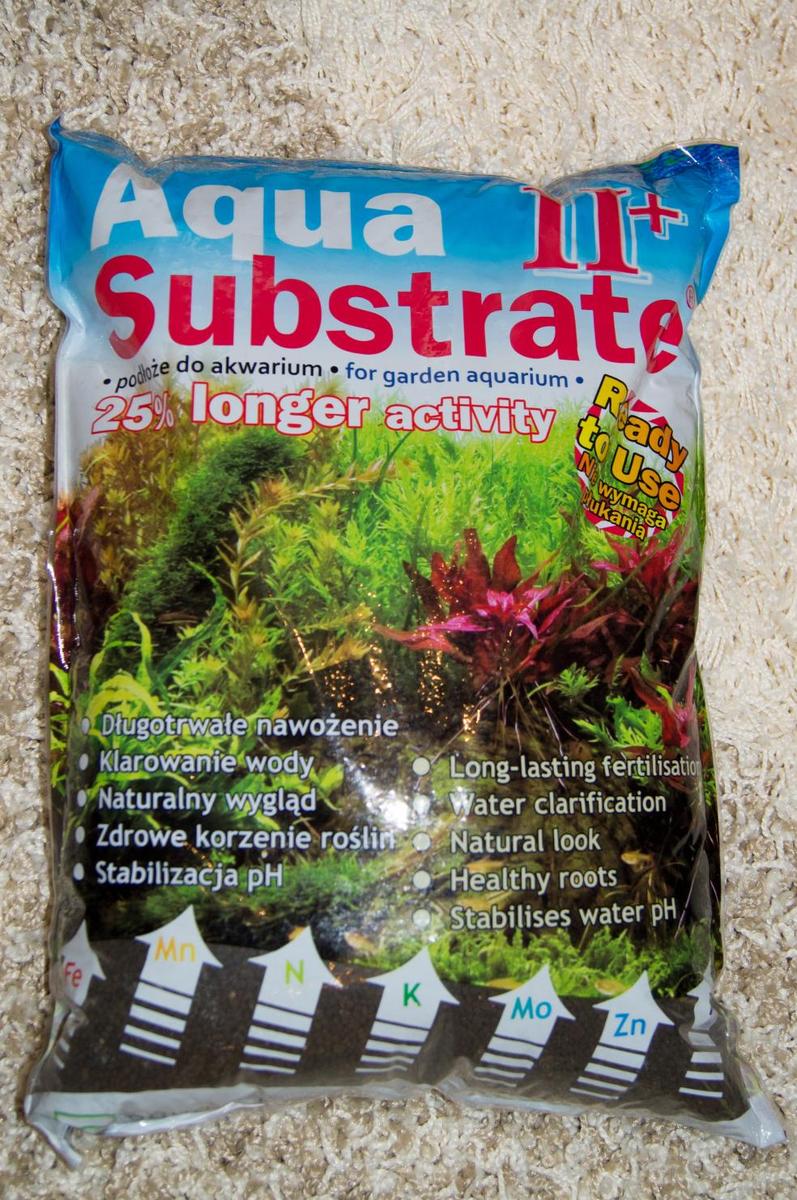 Aqua II+
Substrate
• podłoże do akwarium • for garden aquarium •
25% longer activity
Ready
to Use
Nie wymaga
płukania
• Długotrwałe nawożenie
• Klarowanie wody
• Naturalny wygląd
• Zdrowe korzenie roślin
• Stabilizacja pH
• Long-lasting fertilisation
• Water clarification
• Natural look
• Healthy roots
• Stabilises water pH
Fe
Mn
N
K
Mo
Zn